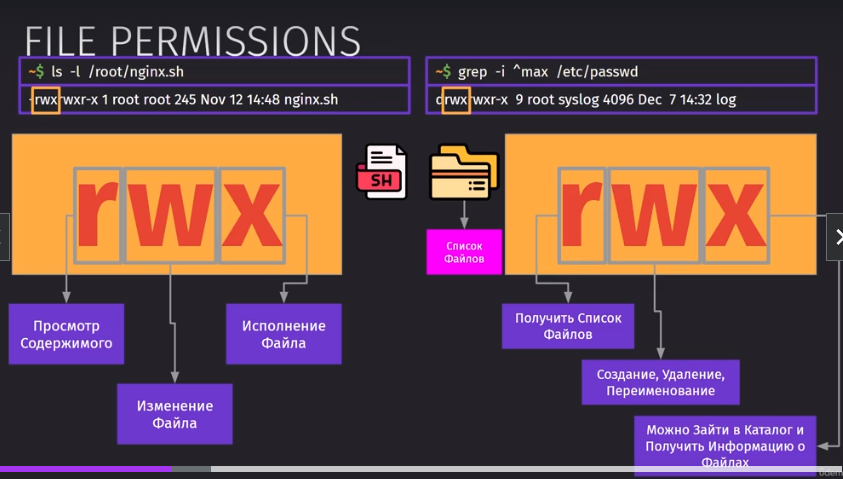 FILE PERMISSIONS
~$ ls -l /root/nginx.sh
-rwxrwxr-x 1 root root 245 Nov 12 14:48 nginx.sh
~$ grep -i ^max /etc/passwd
drwxrwxr-x 9 root syslog 4096 Dec 7 14:32 log
rwx
SH
rwx
Список
Файлов
Просмотр
Содержимого
Исполнение
Файла
Изменение
Файла
Получить Список
Файлов
Создание, Удаление,
Переименование
Можно Зайти в Каталог и
Получить Информацию о
Файлах